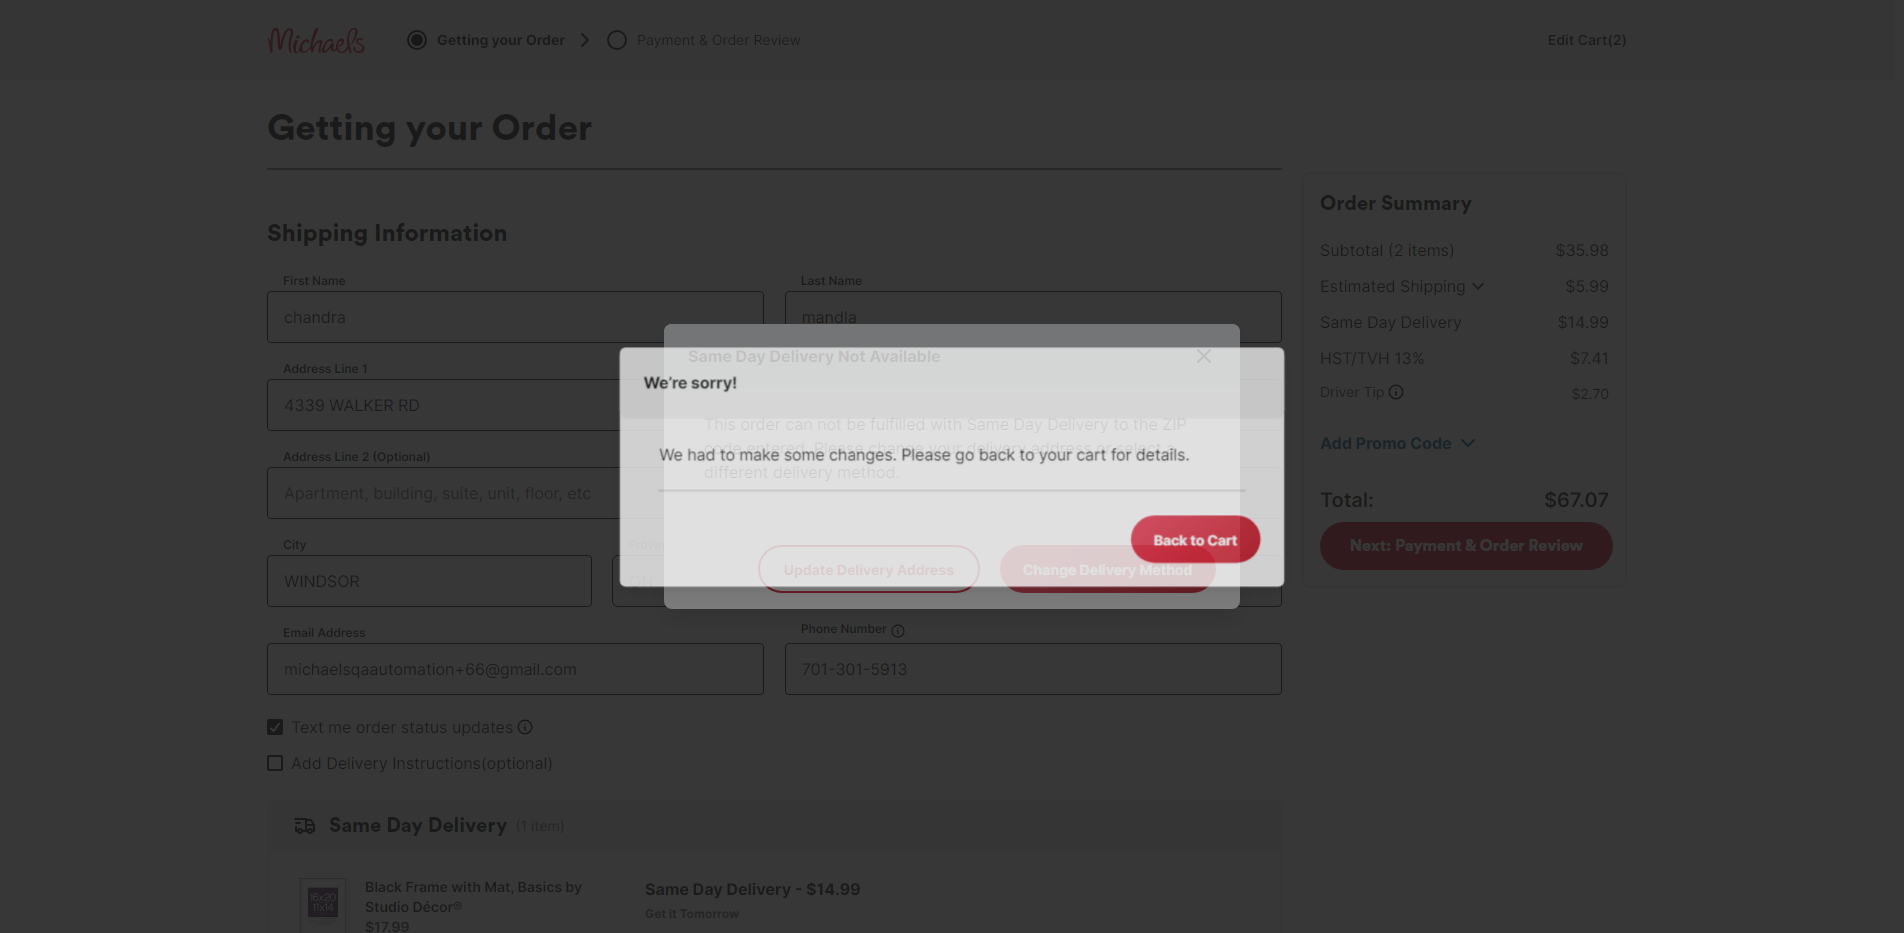 Michaels
Getting your Order
Payment & Order Review
Edit Cart(2)
Getting your Order
Shipping Information
First Name
Last Name
chandra
mandla
Address Line 1
4339 WALKER RD
Address Line 2 (Optional)
Apartment, building, suite, unit, floor, etc
City
WINDSOR
Email Address
Phone Number
michaelsqaautomation+66@gmail.com
701-301-5913
Text me order status updates
Add Delivery Instructions(optional)
Same Day Delivery (1 item)
16x20
11x14
Black Frame with Mat, Basics by
Studio Décor®
$17.99
Same Day Delivery - $14.99
Get it Tomorrow
Order Summary
Subtotal (2 items) $35.98
Estimated Shipping $5.99
Same Day Delivery $14.99
HST/TVH 13% $7.41
Driver Tip $2.70
Add Promo Code
Total: $67.07
Next: Payment & Order Review
Same Day Delivery Not Available
This order can not be fulfilled with Same Day Delivery to the ZIP
code entered. Please change your delivery address or select a
different delivery method.
Update Delivery Address
Change Delivery Method
We're sorry!
We had to make some changes. Please go back to your cart for details.
Back to Cart